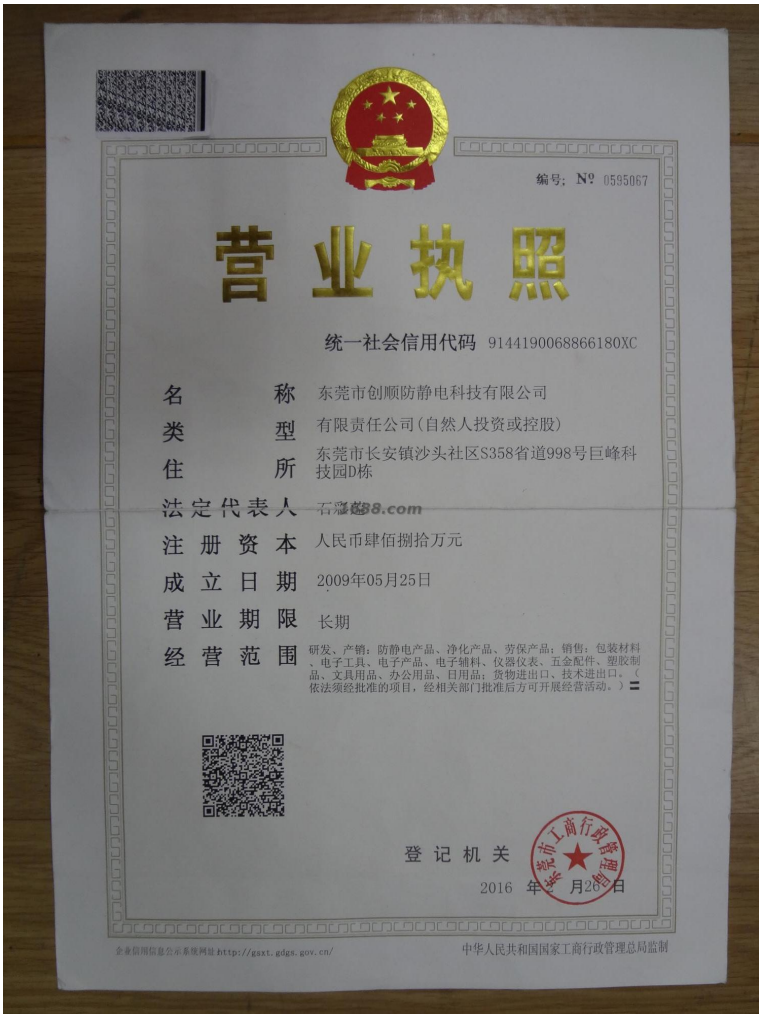 编号: Nº 0595067
营业执照
统一社会信用代码 9144190068866180XC
名称 东莞市创顺防静电科技有限公司
类型 有限责任公司(自然人投资或控股)
住所 东莞市长安镇沙头社区S358省道998号巨峰科
技园D栋
法定代表人 石
1688.com
注册资本 人民币肆佰捌拾万元
成立日期 2009年05月25日
营业期限 长期
经营范围 研发、产销:防静电产品、净化产品、劳保产品;销售:包装材料
、电子工具、电子产品、电子辅料、仪器仪表、五金配件、塑胶制
品、文具用品、办公用品、日用品;货物进出口、技术进出口。(
依法须经批准的项目,经相关部门批准后方可开展经营活动。)
东莞市工商行政管理局
登记机关
2016 年 月26日
企业信用信息公示系统网址:http://gsxt.gdgs.gov.cn/
中华人民共和国国家工商行政管理总局监制